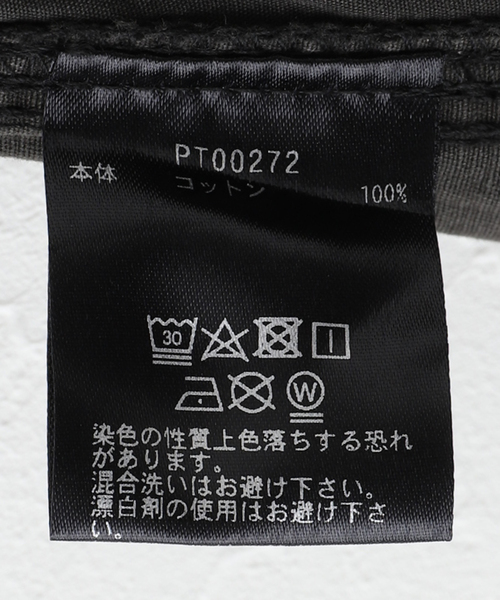 PT00272
本体
コットン 100%
30
W
染色の性質上色落ちする恐れ
があります。
混合洗いはお避け下さい。
漂白剤の使用はお避け下さ
い。